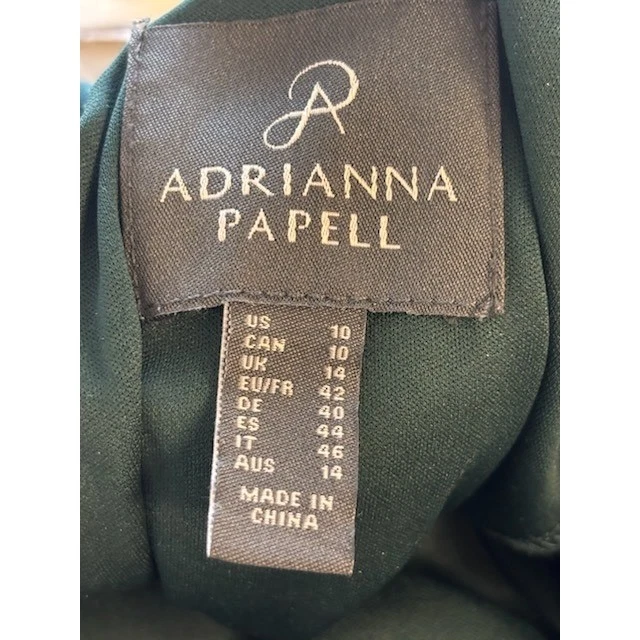 AP
ADRIANNA
PAPELL
US 10
CAN 10
UK 14
EU/FR 42
DE 40
ES 44
IT 46
AUS 14
MADE IN
CHINA